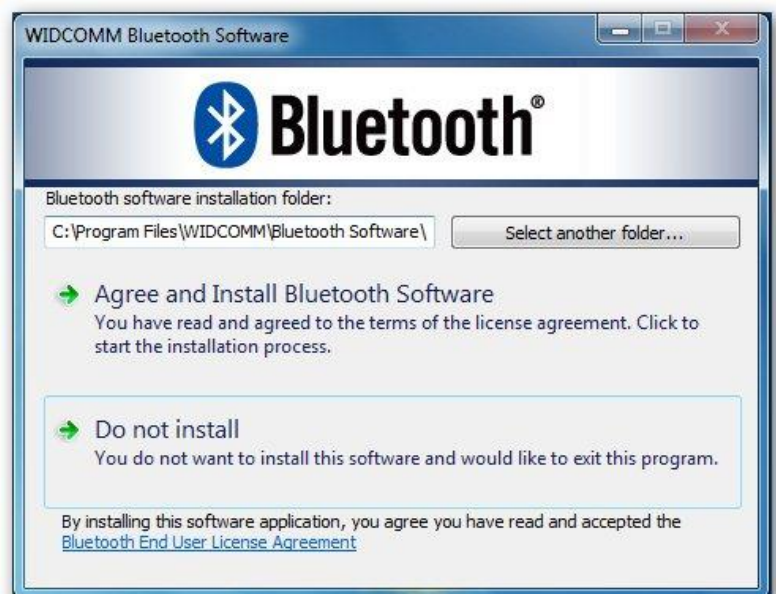 WIDCOMM Bluetooth Software
Bluetooth®
Bluetooth software installation folder:
C:\Program Files\WIDCOMM\Bluetooth Software\ Select another folder...
Agree and Install Bluetooth Software
You have read and agreed to the terms of the license agreement. Click to
start the installation process.
Do not install
You do not want to install this software and would like to exit this program.
By installing this software application, you agree you have read and accepted the
Bluetooth End User License Agreement